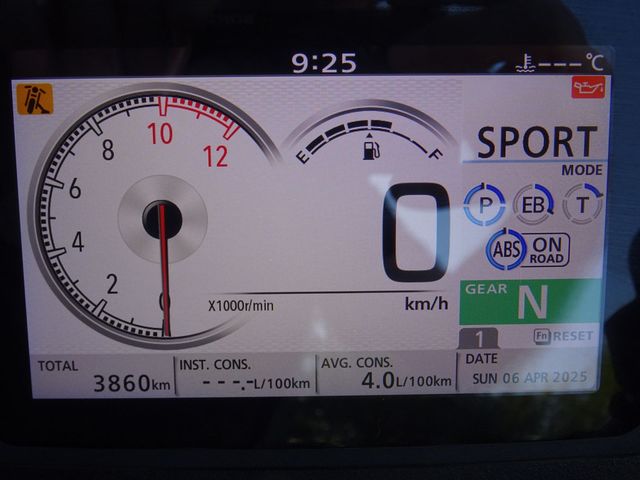 9:25
---°C
8
10
12
6
4
2
0
X1000r/min
E
F
0
km/h
SPORT
MODE
P
EB
T
ABS
ON
ROAD
GEAR
N
1
Fn RESET
TOTAL
3860km
INST. CONS.
---.-L/100km
AVG. CONS.
4.0L/100km
DATE
SUN 06 APR 2025